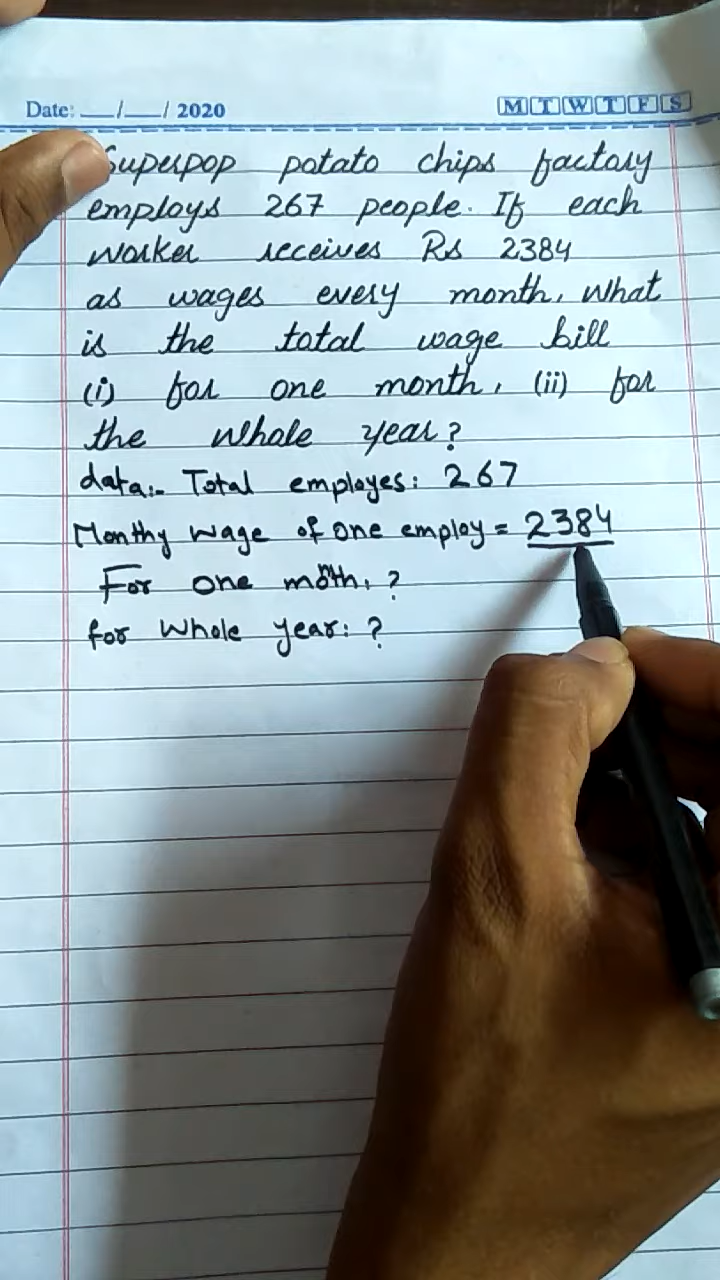 Date: __/__/ 2020 M T W T F S
Superpop potato chips factory
employs 267 people. If each
worker receives Rs 2384
as wages every month, what
is the total wage bill
(i) for one month, (ii) for
the whole year?
data:- Total employes: 267
Monthy wage of one employ = 2384
For one month: ?
for whole year: ?